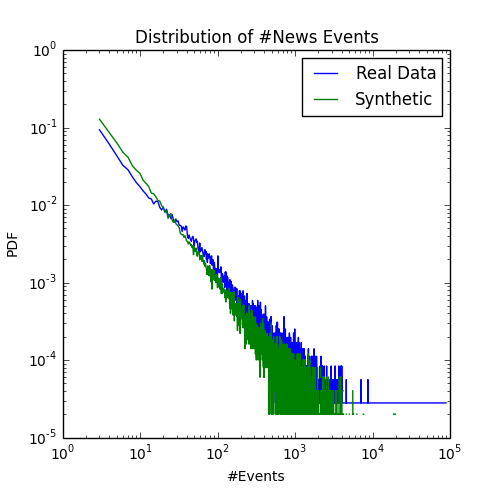 Distribution of #News Events
10^0
Real Data
Synthetic
10^-1
10^-2
PDF
10^-3
10^-4
10^-5
10^0 10^1 10^2 10^3 10^4 10^5
#Events